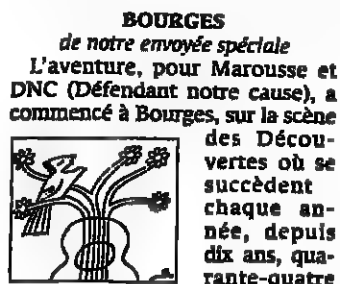 BOURGES
de notre envoyée spéciale
L'aventure, pour Marousse et
DNC (Défendant notre cause), a
commencé à Bourges, sur la scène
des Décou-
vertes où se
succèdent
chaque an-
née, depuis
dix ans, qua-
rante-quatre